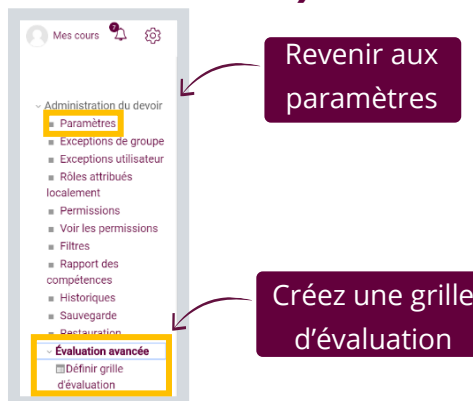 Mes cours
Revenir aux
paramètres
Administration du devoir
Paramètres
Exceptions de groupe
Exceptions utilisateur
Rôles attribués
localement
Permissions
Voir les permissions
Filtres
Rapport des
compétences
Historiques
Sauvegarde
Restauration
Évaluation avancée
Définir grille
d'évaluation
Créez une grille
d’évaluation